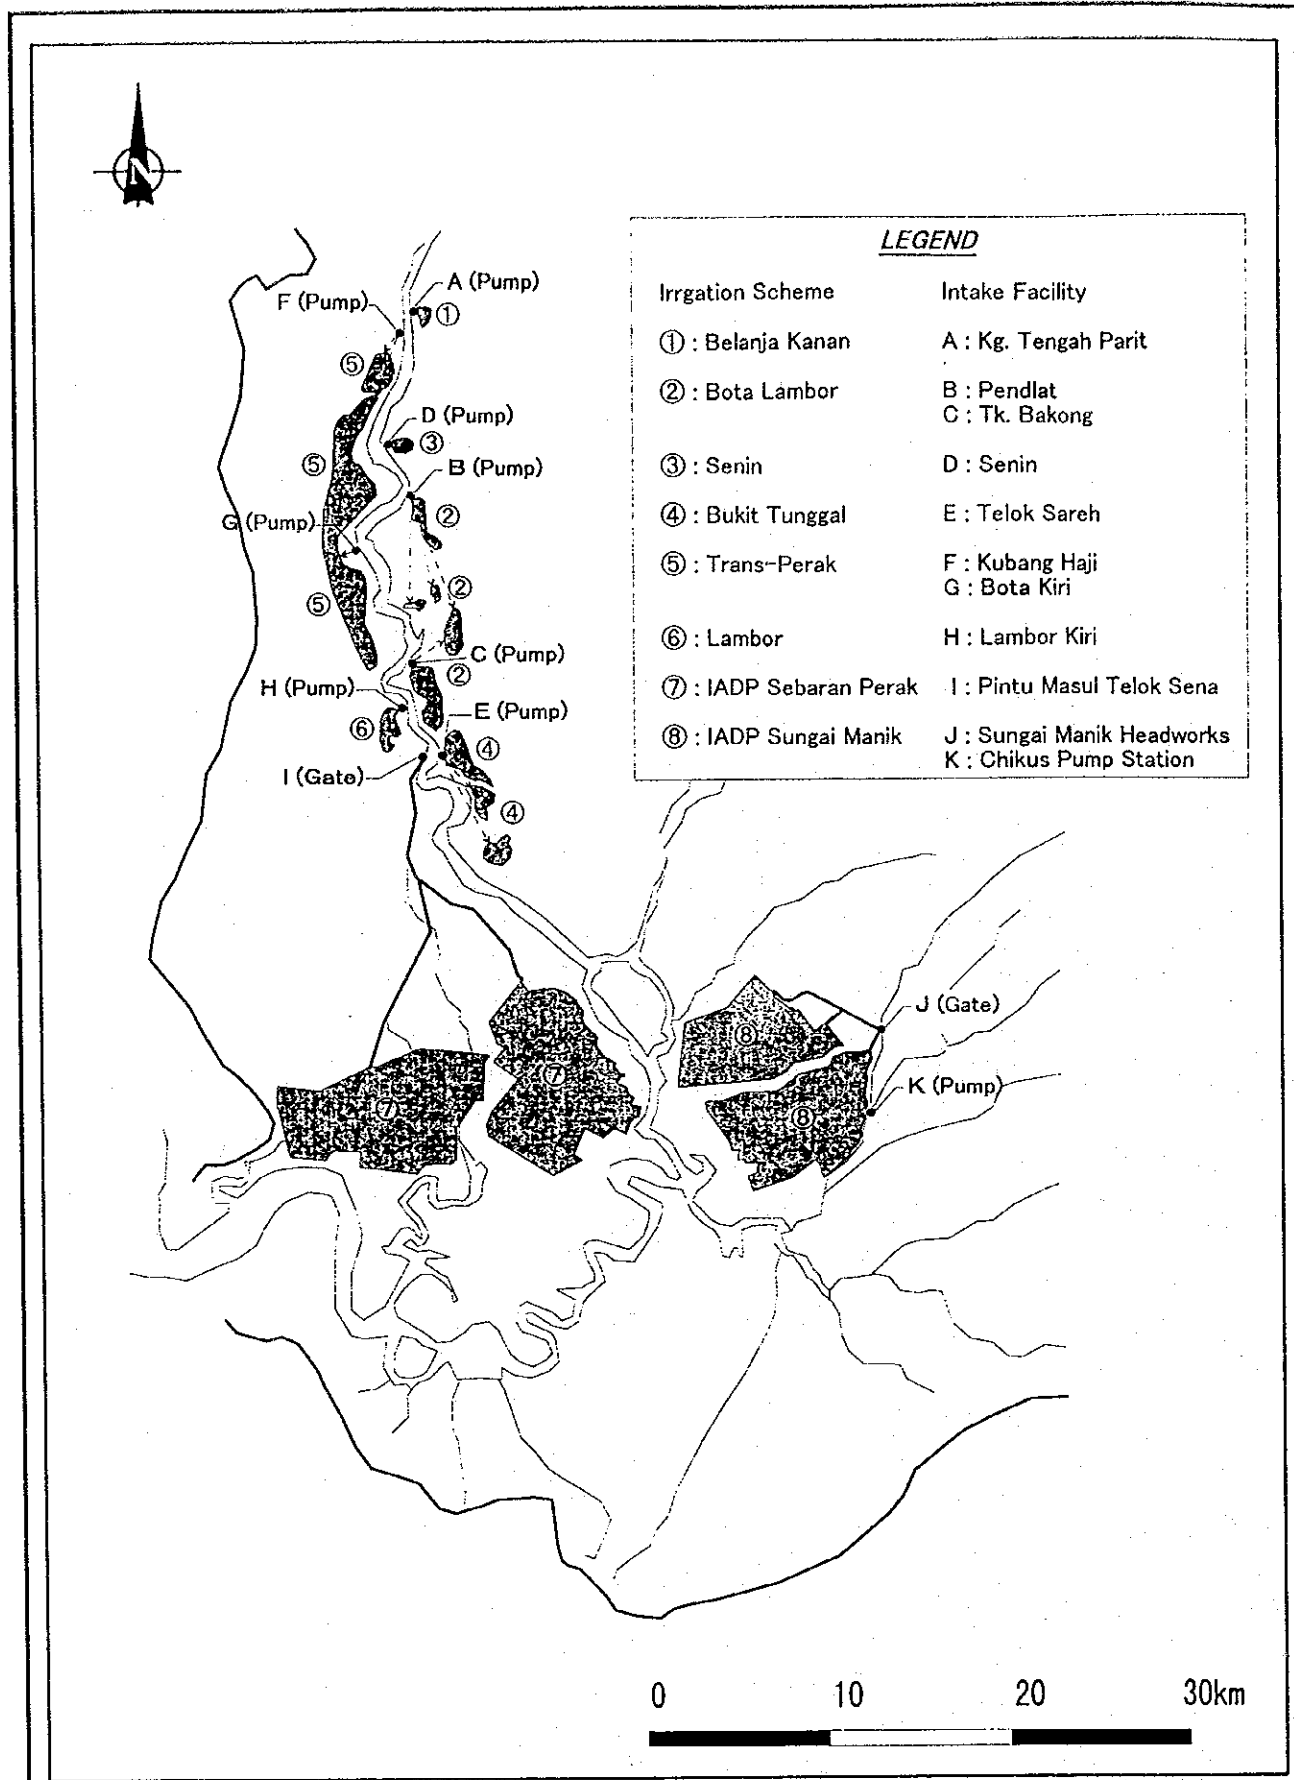 N
LEGEND
Irrgation Scheme Intake Facility
① : Belanja Kanan A : Kg. Tengah Parit
② : Bota Lambor B : Pendlat
C : Tk. Bakong
③ : Senin D : Senin
④ : Bukit Tunggal E : Telok Sareh
⑤ : Trans-Perak F : Kubang Haji
G : Bota Kiri
⑥ : Lambor H : Lambor Kiri
⑦ : IADP Sebaran Perak I : Pintu Masul Telok Sena
⑧ : IADP Sungai Manik J : Sungai Manik Headworks
K : Chikus Pump Station
A (Pump)
F (Pump)
①
⑤
D (Pump)
③
⑤
B (Pump)
②
G (Pump)
②
⑤
C (Pump)
②
H (Pump)
E (Pump)
⑥
④
I (Gate)
④
J (Gate)
⑧
⑦
K (Pump)
⑦
⑧
0 10 20 30km